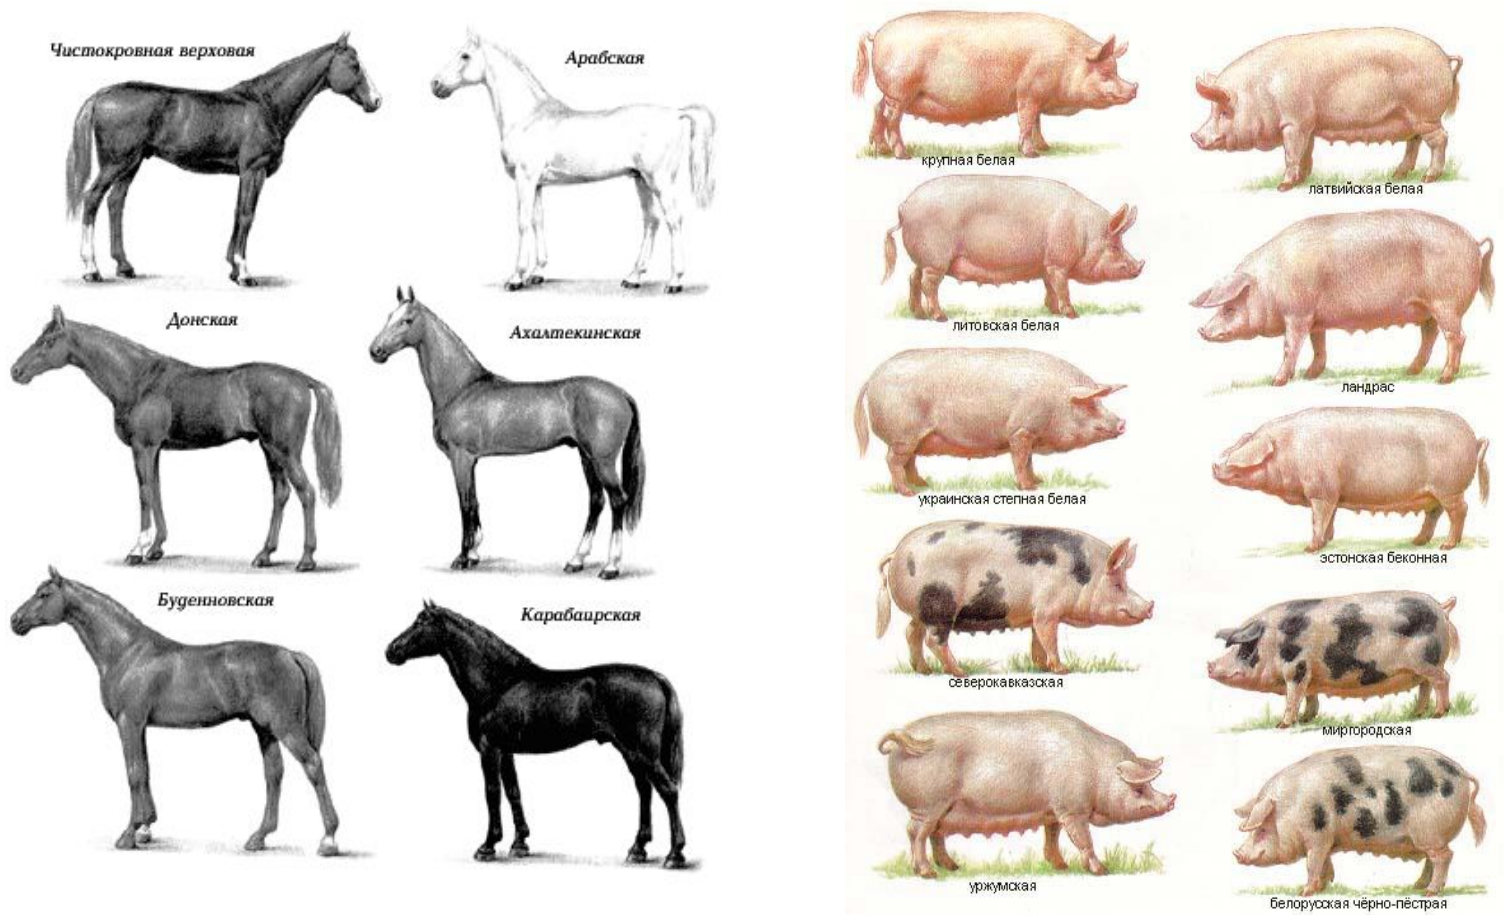 Чистокровная верховая
Арабская
Донская
Ахалтекинская
Буденновская
Карабаирская
крупная белая
латвийская белая
литовская белая
ландрас
украинская степная белая
эстонская беконная
северокавказская
миргородская
уржумская
белорусская чёрно-пёстрая